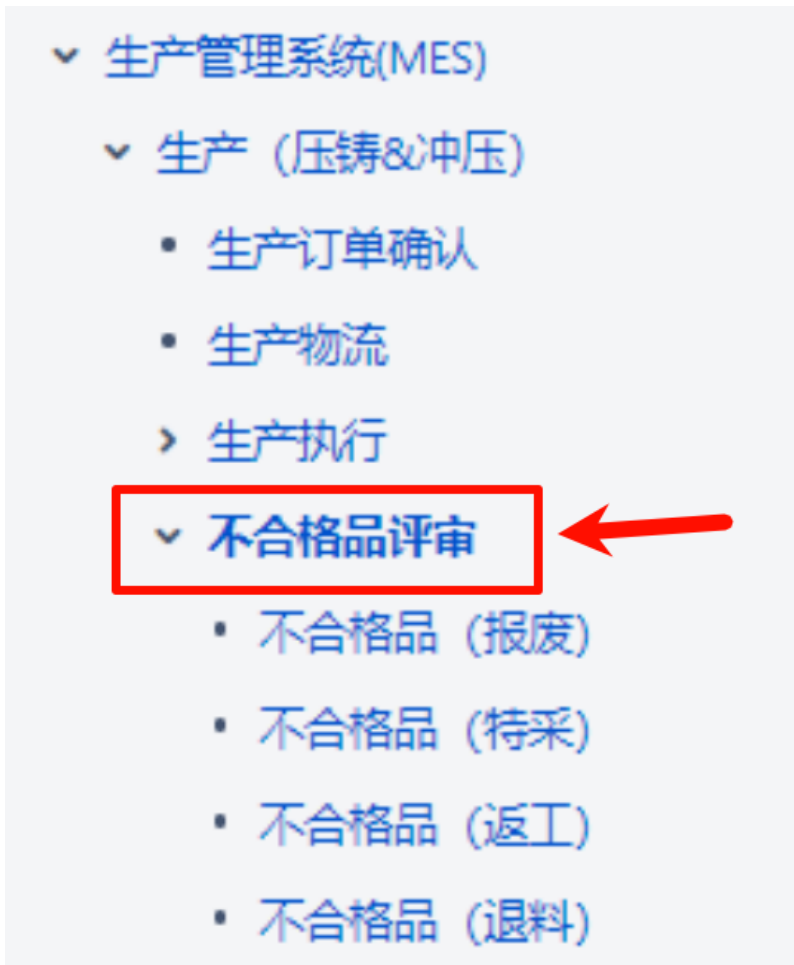 生产管理系统(MES)
生产（压铸&冲压）
生产订单确认
生产物流
生产执行
不合格品评审
不合格品（报废）
不合格品（特采）
不合格品（返工）
不合格品（退料）